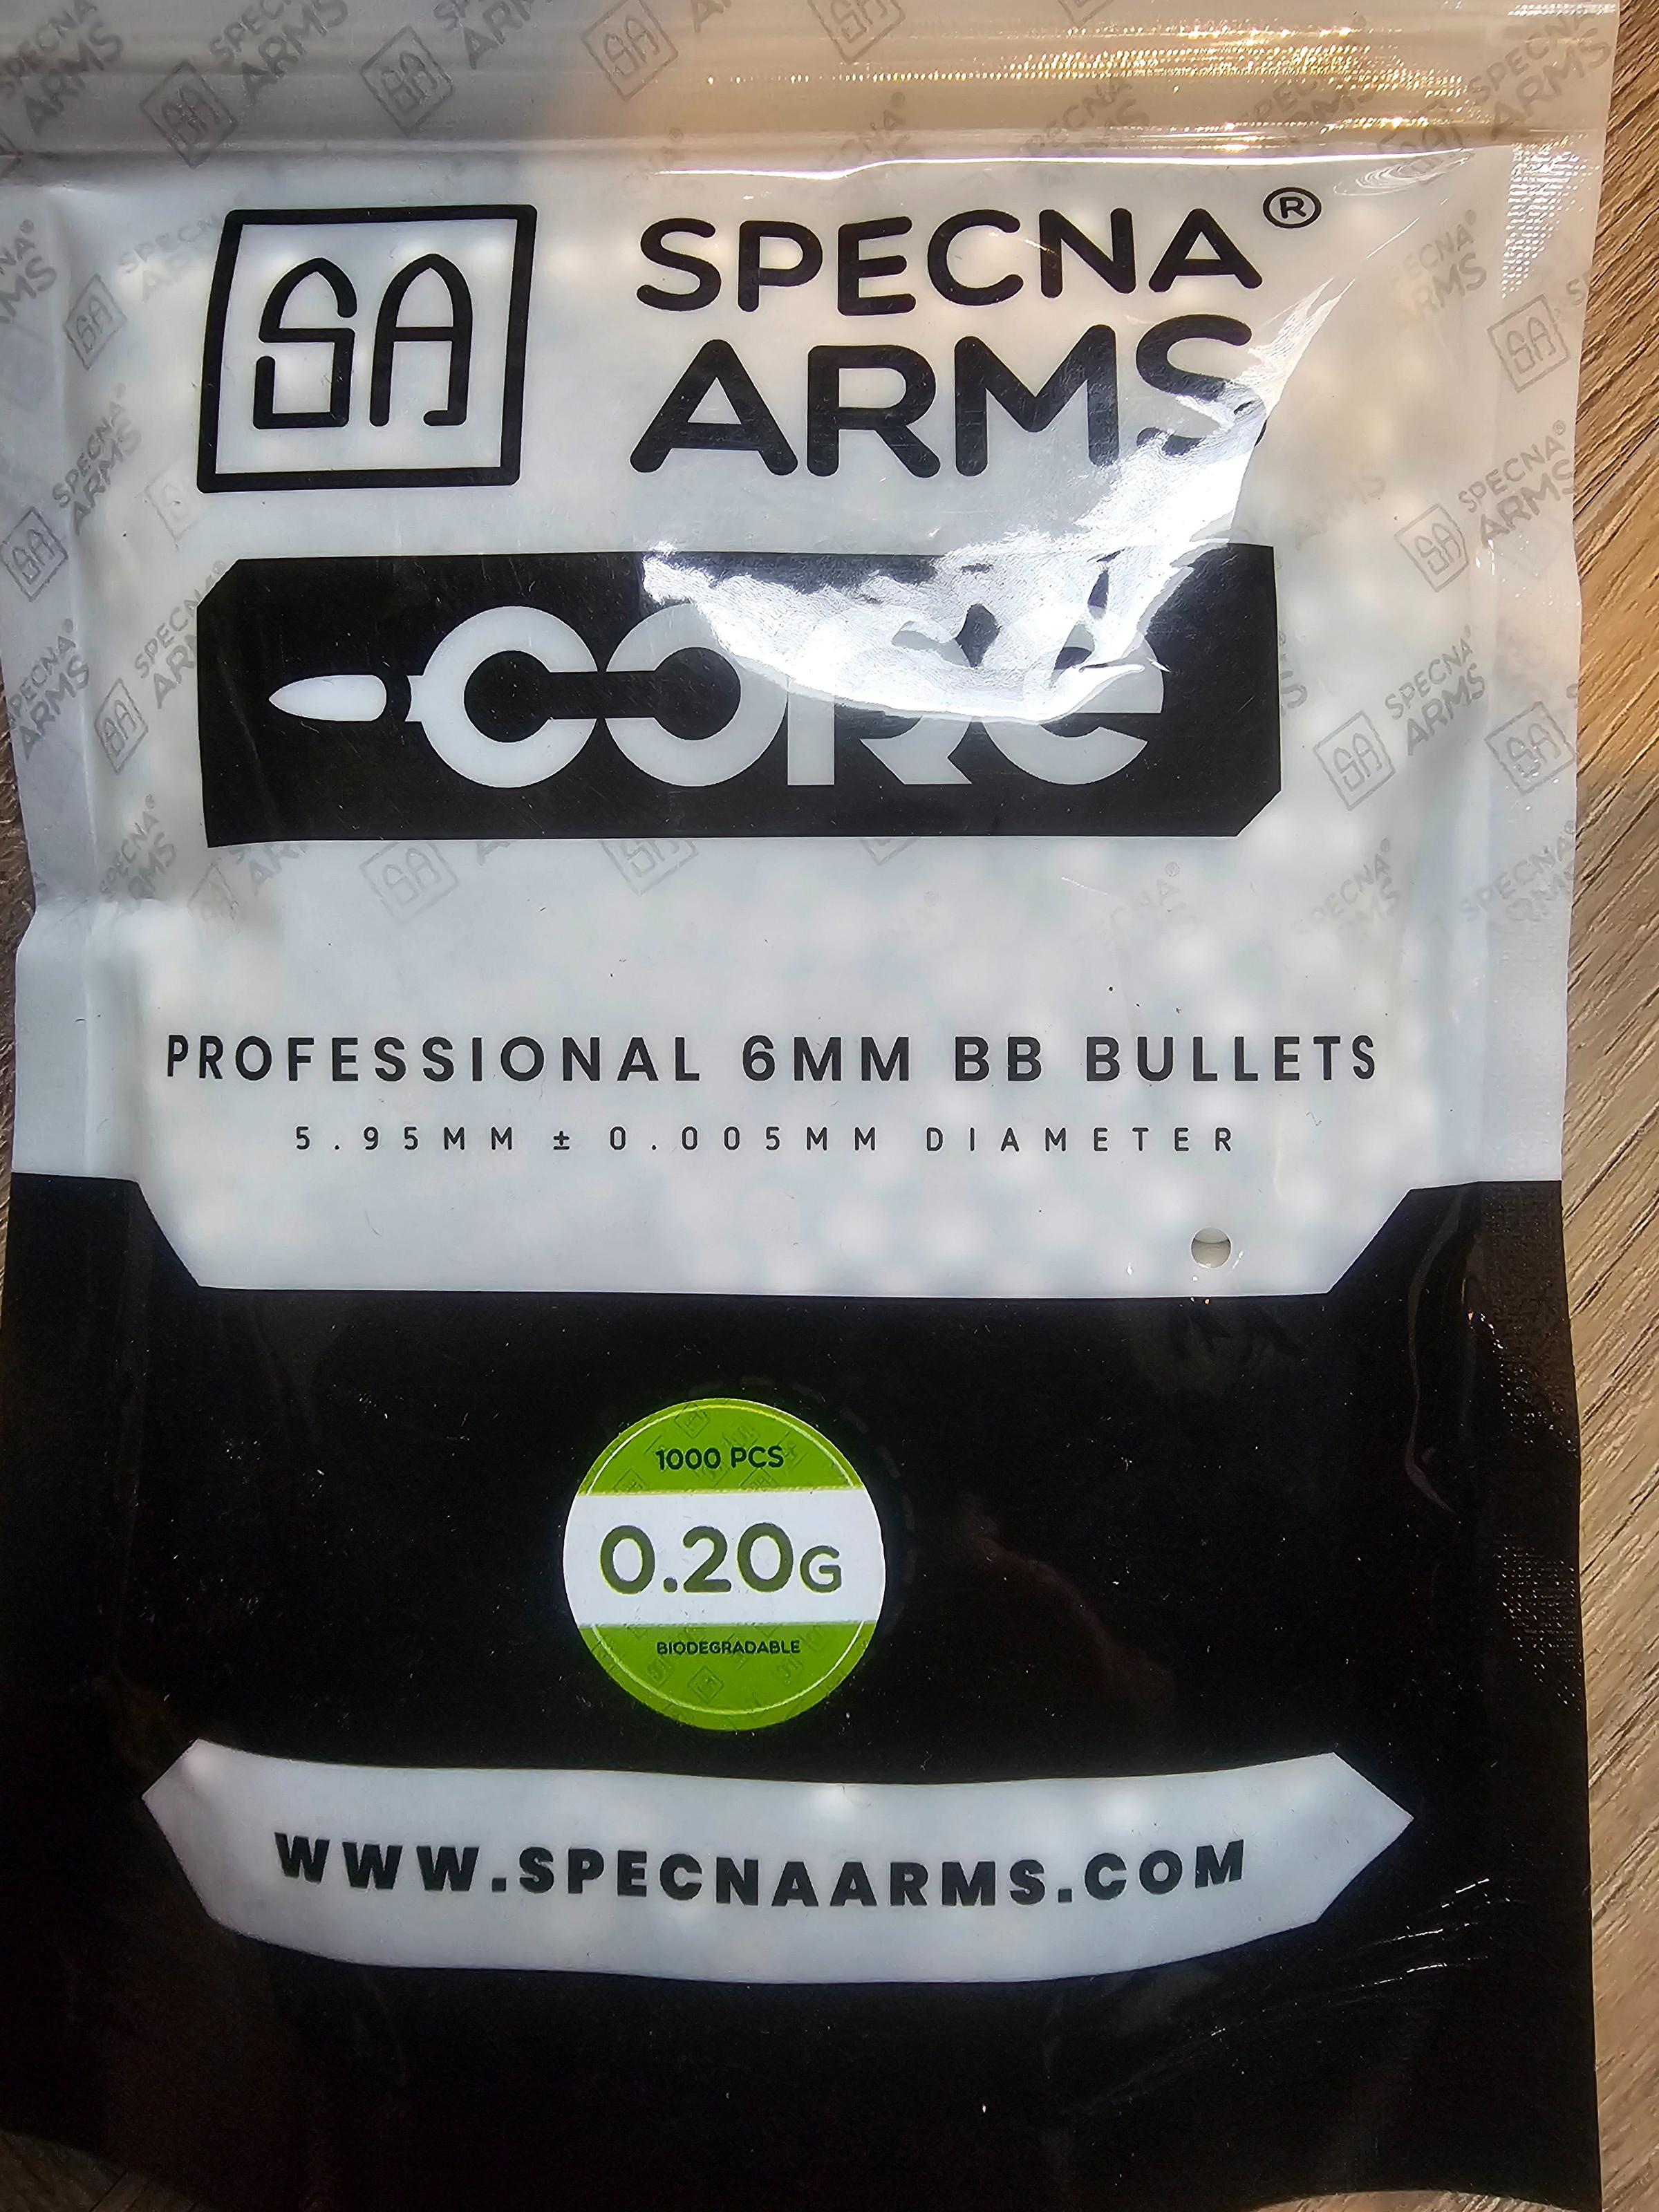 SA
SPECNA®
ARMS
CORE
PROFESSIONAL 6MM BB BULLETS
5.95MM ± 0.005MM DIAMETER
1000 PCS
0.20G
BIODEGRADABLE
WWW.SPECNAARMS.COM